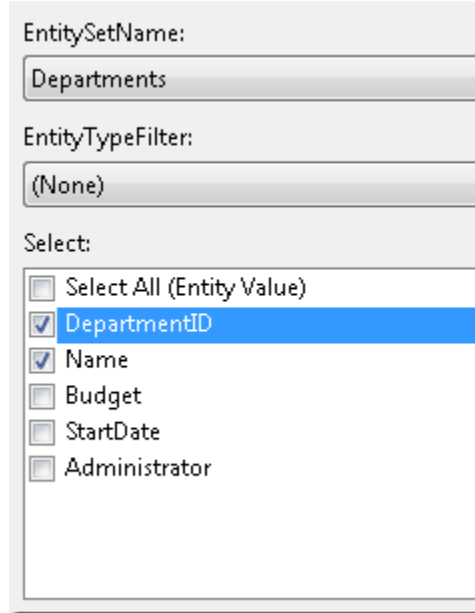 EntitySetName:
Departments
EntityTypeFilter:
(None)
Select:
Select All (Entity Value)
DepartmentID
Name
Budget
StartDate
Administrator